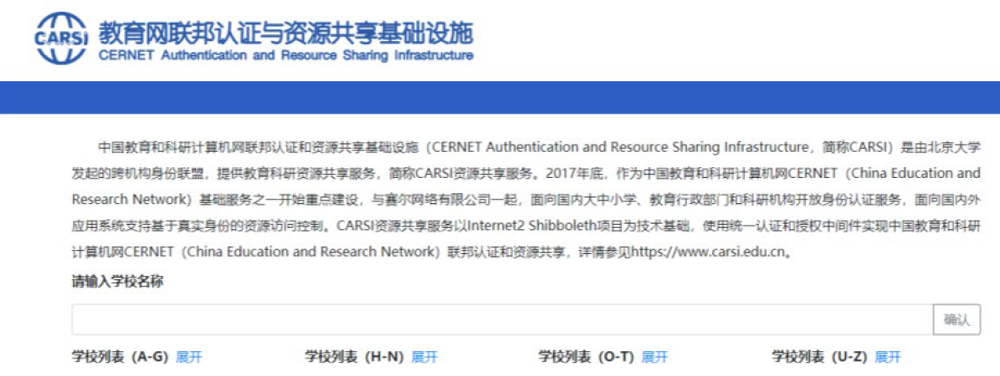 CARSI 教育网联邦认证与资源共享基础设施
CERNET Authentication and Resource Sharing Infrastructure
中国教育和科研计算机网联邦认证和资源共享基础设施（CERNET Authentication and Resource Sharing Infrastructure，简称CARSI）是由北京大学
发起的跨机构身份联盟，提供教育科研资源共享服务，简称CARSI资源共享服务。2017年底，作为中国教育和科研计算机网CERNET（China Education and
Research Network）基础服务之一开始重点建设，与赛尔网络有限公司一起，面向国内大中小学、教育行政部门和科研机构开放身份认证服务，面向国内外
应用系统支持基于真实身份的资源访问控制。CARSI资源共享服务以Internet2 Shibboleth项目为技术基础，使用统一认证和授权中间件实现中国教育和科研
计算机网CERNET（China Education and Research Network）联邦认证和资源共享，详情参见https://www.carsi.edu.cn。
请输入学校名称
确认
学校列表（A-G）展开 学校列表（H-N）展开 学校列表（O-T）展开 学校列表（U-Z）展开